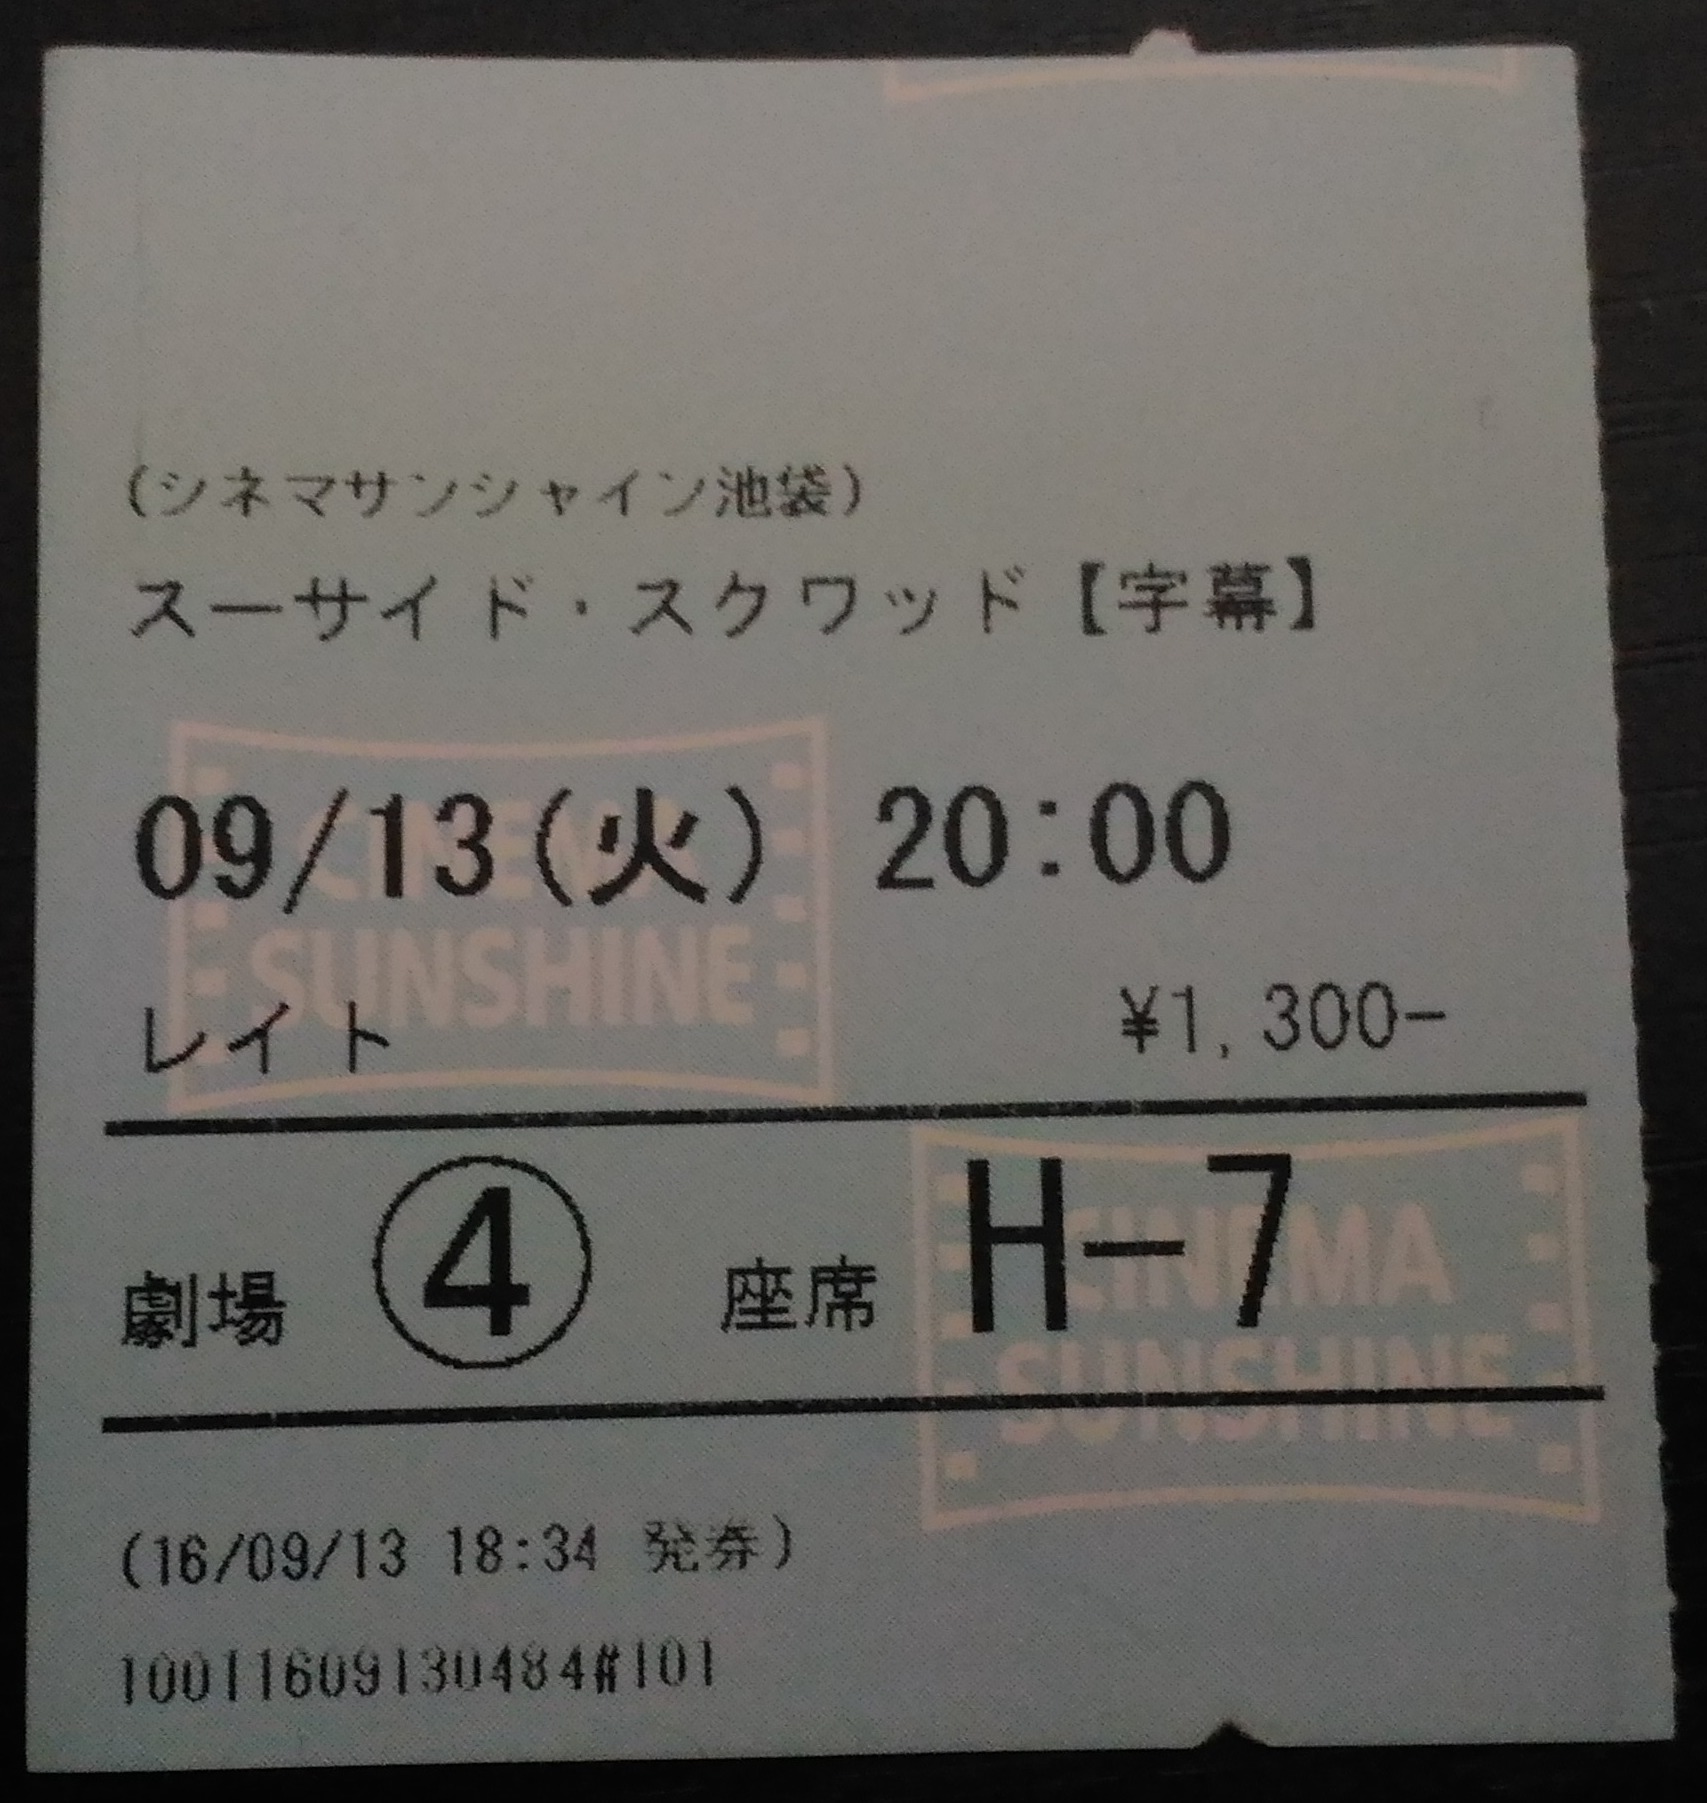 (シネマサンシャイン池袋)
スーサイド・スクワッド【字幕】
09/13(火) 20:00
CINEMA
SUNSHINE
レイト ¥1,300-
劇場 ④ 座席 H-7
CINEMA
SUNSHINE
(16/09/13 18:34 発券)
10011609130484#101